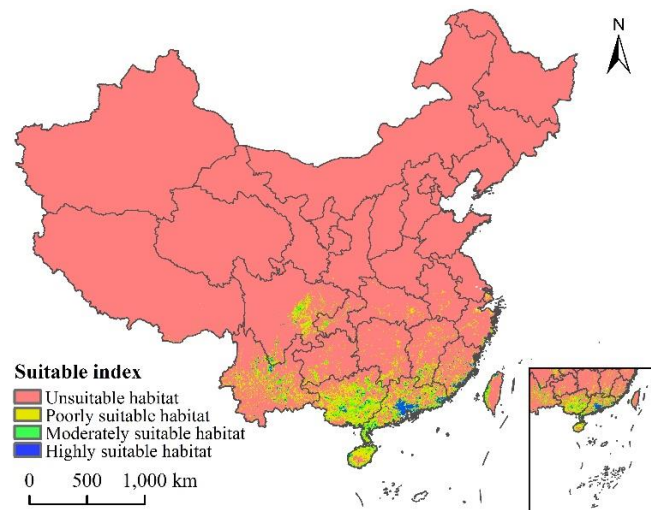 N
Suitable index
Unsuitable habitat
Poorly suitable habitat
Moderately suitable habitat
Highly suitable habitat
0 500 1,000 km